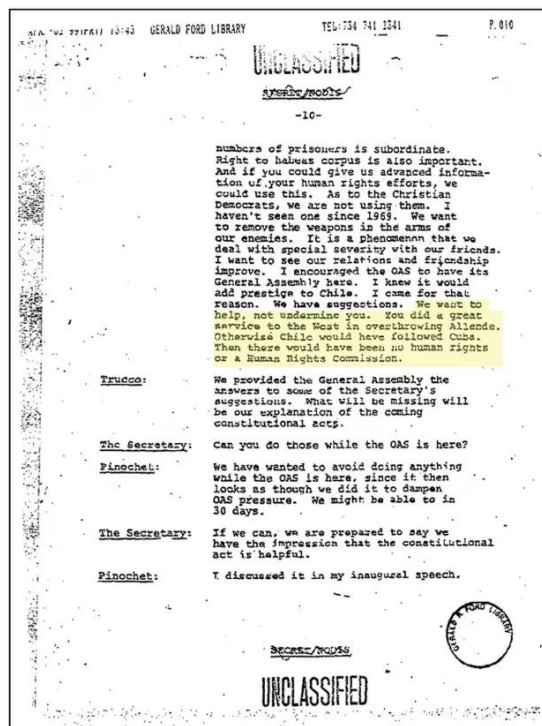 GERALD FORD LIBRARY TEL:734 741 2341 P.010
UNCLASSIFIED
SECRET/NODIS
-10-
numbers of prisoners is subordinate.
Right to habeas corpus is also important.
And if you could give us advanced informa-
tion of your human rights efforts, we
could use this. As to the Christian
Democrats, we are not using them. I
haven't seen one since 1969. We want
to remove the weapons in the arms of
our enemies. It is a phenomenon that we
deal with special severity with our friends.
I want to see our relations and friendship
improve. I encouraged the OAS to have its
General Assembly here. I knew it would
add prestige to Chile. I came for that
reason. We have suggestions. We want to
help, not undermine you. You did a great
service to the West in overthrowing Allende.
Otherwise Chile would have followed Cuba.
Then there would have been no human rights
or a Human Rights Commission.
Trucco: We provided the General Assembly the
answers to some of the Secretary's
suggestions. What will be missing will
be our explanation of the coming
constitutional acts.
The Secretary: Can you do those while the OAS is here?
Pinochet: We have wanted to avoid doing anything
while the OAS is here, since it then
looks as though we did it to dampen
OAS pressure. We might be able to in
30 days.
The Secretary: If we can, we are prepared to say we
have the impression that the constitutional
act is helpful.
Pinochet: I discussed it in my inaugural speech.
GERALD R FORD LIBRARY
SECRET/NODIS
UNCLASSIFIED